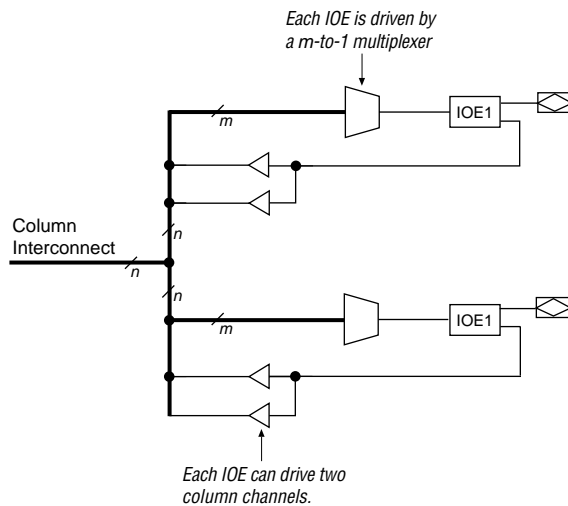 Each IOE is driven by
a m-to-1 multiplexer
m
IOE1
n
Column
Interconnect
n
n
m
IOE1
Each IOE can drive two
column channels.